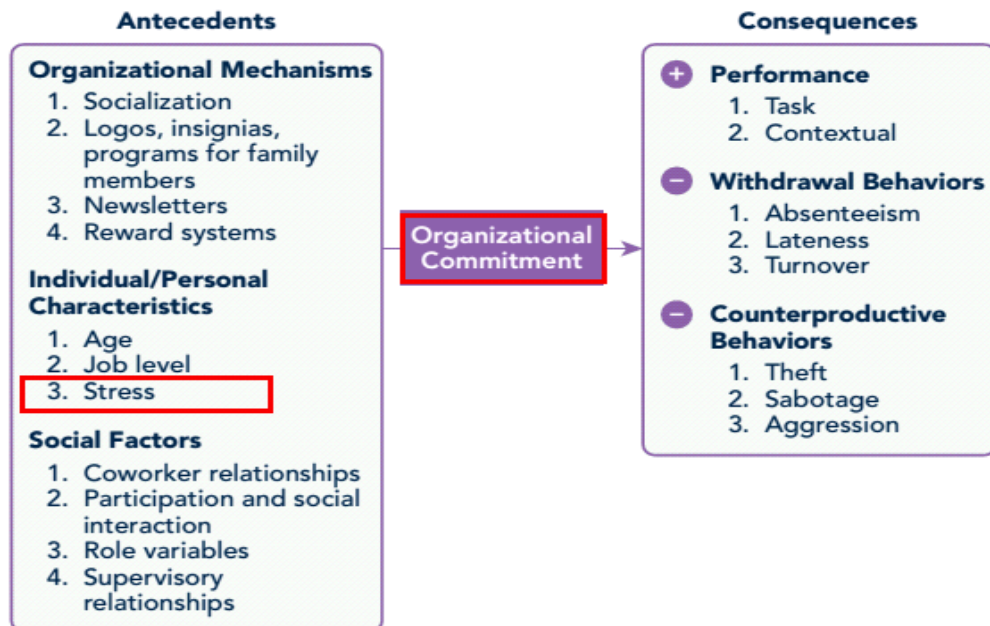 Antecedents
Organizational Mechanisms
1. Socialization
2. Logos, insignias,
programs for family
members
3. Newsletters
4. Reward systems
Individual/Personal
Characteristics
1. Age
2. Job level
3. Stress
Social Factors
1. Coworker relationships
2. Participation and social
interaction
3. Role variables
4. Supervisory
relationships
Organizational
Commitment
Consequences
+ Performance
1. Task
2. Contextual
− Withdrawal Behaviors
1. Absenteeism
2. Lateness
3. Turnover
− Counterproductive
Behaviors
1. Theft
2. Sabotage
3. Aggression